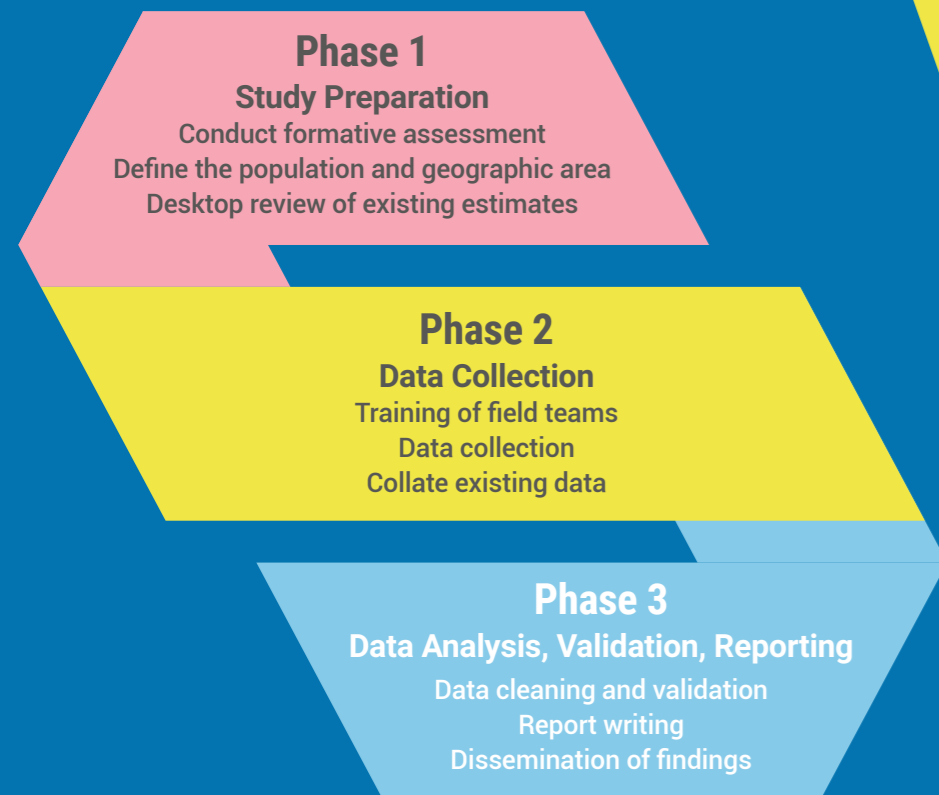 Phase 1
Study Preparation
Conduct formative assessment
Define the population and geographic area
Desktop review of existing estimates
Phase 2
Data Collection
Training of field teams
Data collection
Collate existing data
Phase 3
Data Analysis, Validation, Reporting
Data cleaning and validation
Report writing
Dissemination of findings